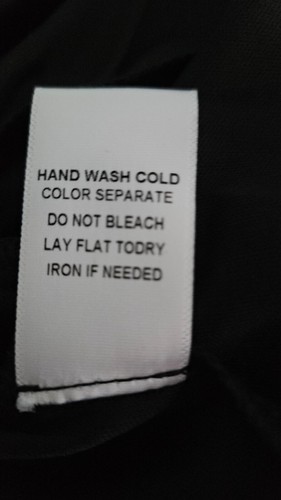 HAND WASH COLD
COLOR SEPARATE
DO NOT BLEACH
LAY FLAT TODRY
IRON IF NEEDED